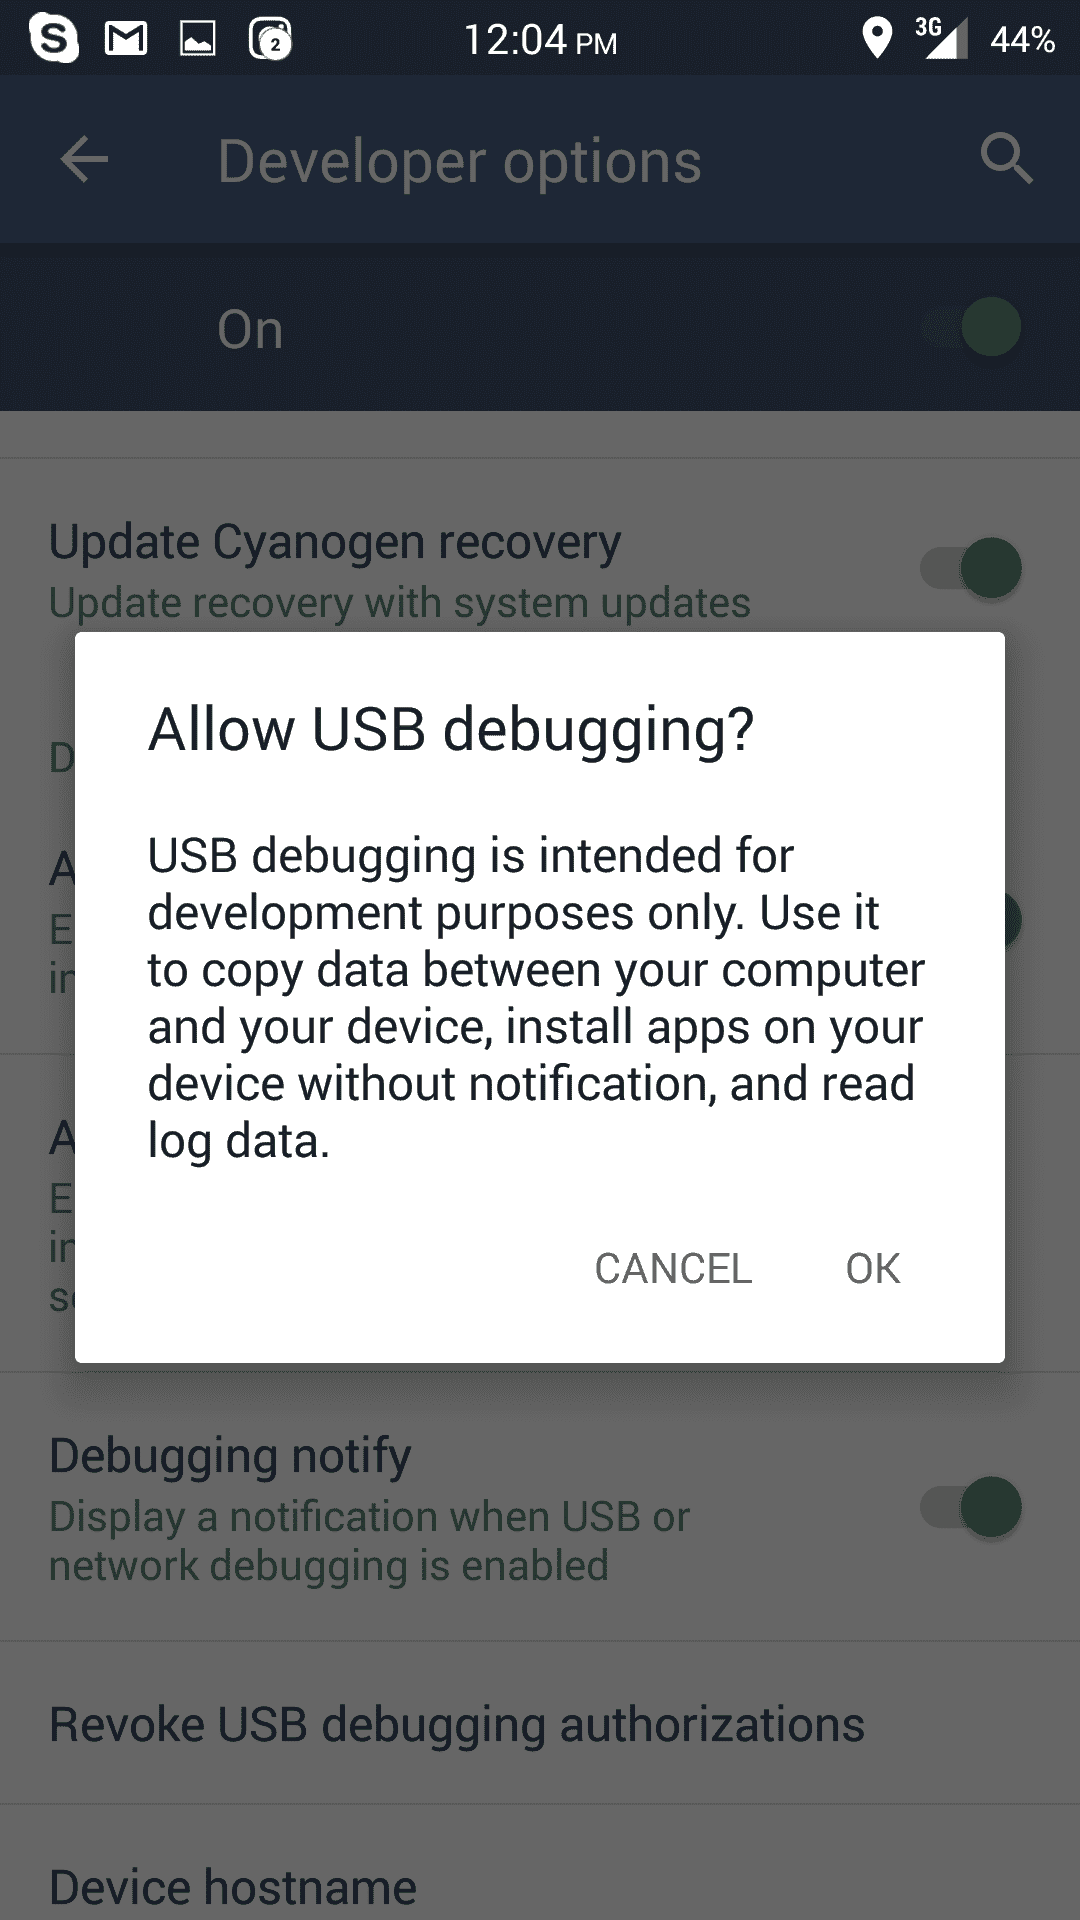 12:04 PM 3G 44%
2
Developer options
On
Update Cyanogen recovery
Update recovery with system updates
Allow USB debugging?
USB debugging is intended for
development purposes only. Use it
to copy data between your computer
and your device, install apps on your
device without notification, and read
log data.
CANCEL OK
Debugging notify
Display a notification when USB or
network debugging is enabled
Revoke USB debugging authorizations
Device hostname